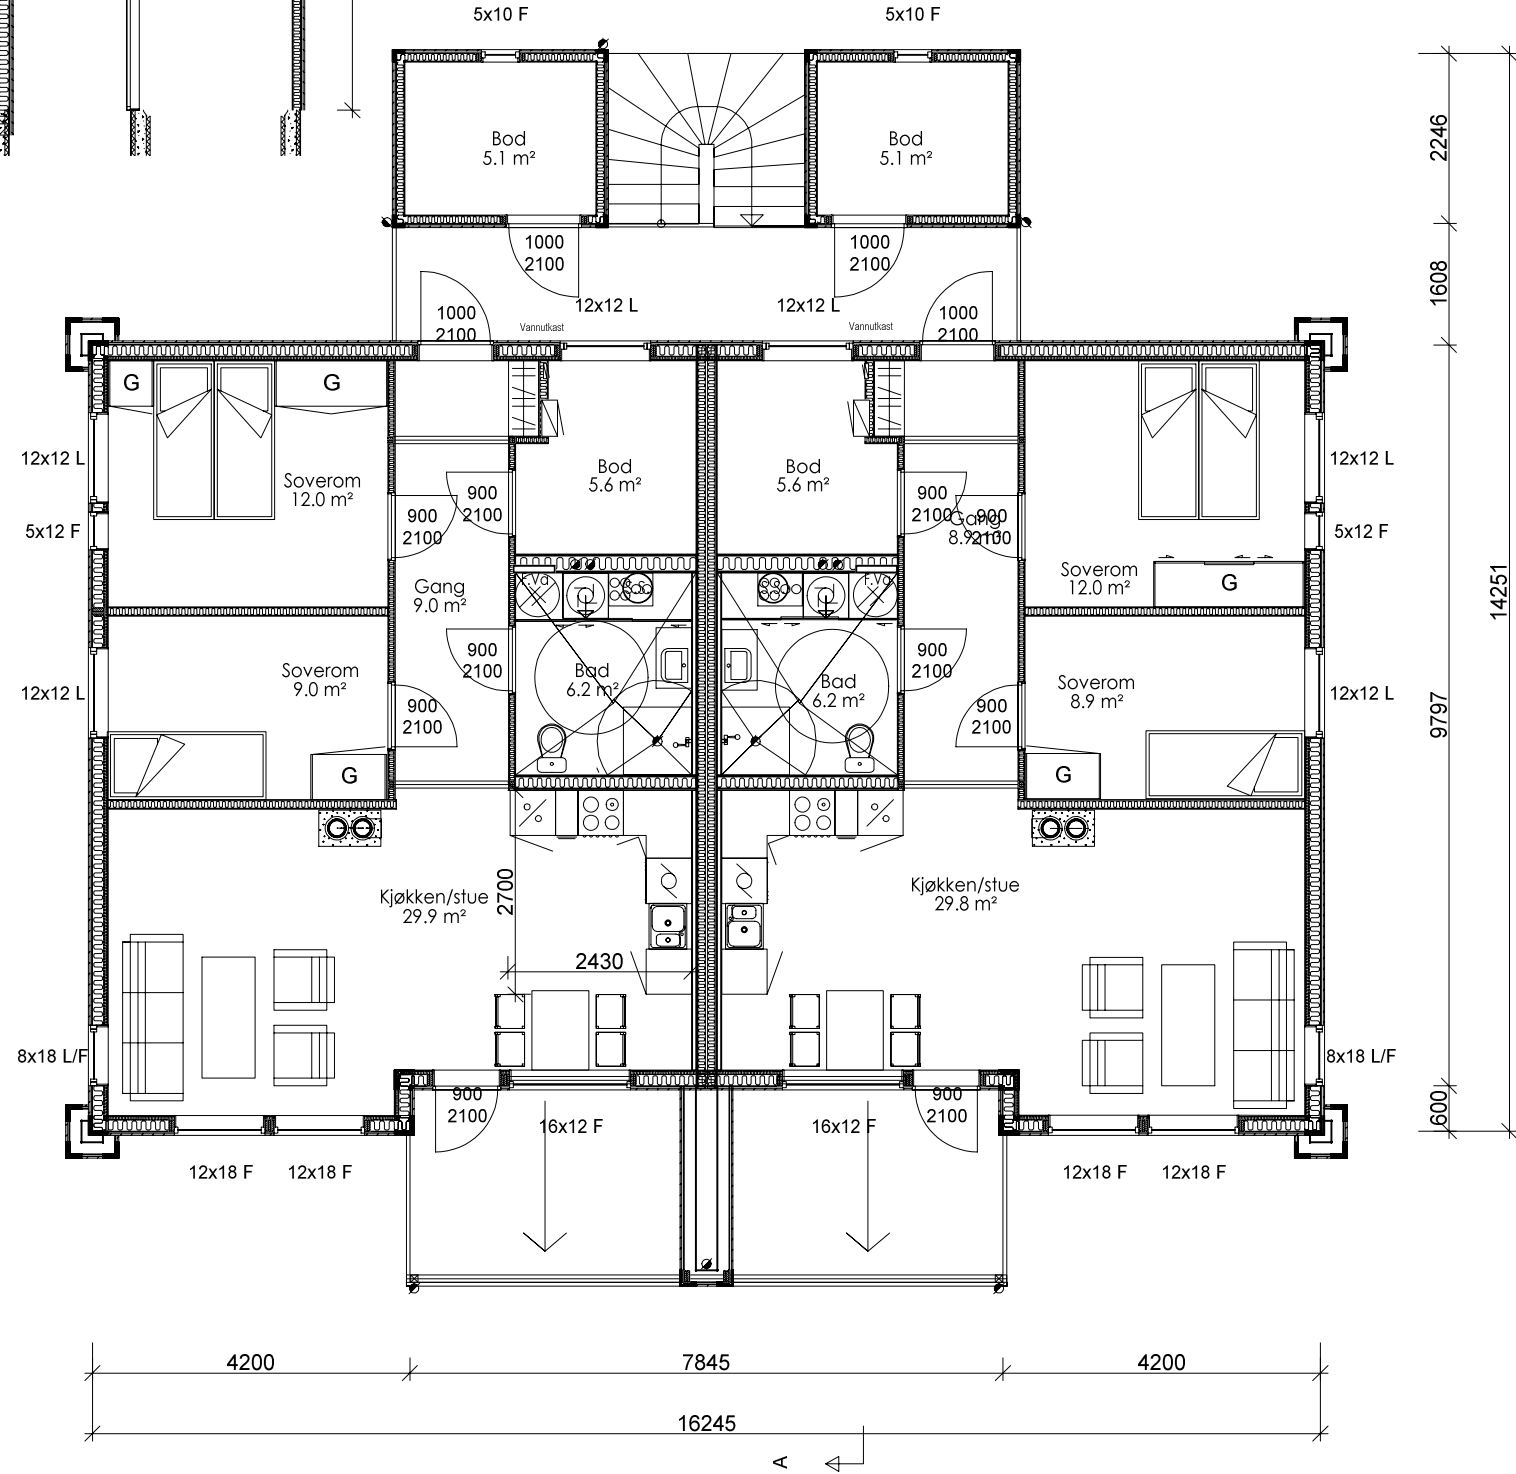 5x10 F
5x10 F
Bod
5.1 m²
Bod
5.1 m²
2246
1000
2100
1000
2100
1608
12x12 L
12x12 L
1000
2100
1000
2100
Vannutkast
Vannutkast
G
G
12x12 L
Soverom
12.0 m²
Bod
5.6 m²
Bod
5.6 m²
12x12 L
900
2100
900
2100
900
2100
900
2100
Gang
8.9 m²
5x12 F
5x12 F
Soverom
12.0 m²
G
Gang
9.0 m²
F.Va
F.Va
14251
900
2100
900
2100
Soverom
9.0 m²
Bad
6.2 m²
Bad
6.2 m²
Soverom
8.9 m²
12x12 L
12x12 L
900
2100
900
2100
9797
G
G
Kjøkken/stue
29.9 m²
2700
Kjøkken/stue
29.8 m²
2430
8x18 L/F
8x18 L/F
900
2100
900
2100
600
16x12 F
16x12 F
12x18 F
12x18 F
12x18 F
12x18 F
4200
7845
4200
16245
A